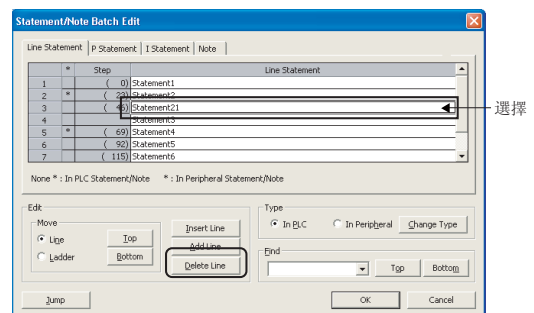 Statement/Note Batch Edit
Line Statement P Statement I Statement Note
* Step Line Statement
1 ( 0) Statement1
2 * ( 23) Statement2
3 ( 46) Statement21
4 Statement3
5 * ( 69) Statement4
6 ( 92) Statement5
7 ( 115) Statement6
選擇
None * : In PLC Statement/Note * : In Peripheral Statement/Note
Edit
Move
Line Top
Ladder Bottom
Insert Line
Add Line
Delete Line
Type
In PLC In Peripheral Change Type
Find
Top Bottom
Jump OK Cancel